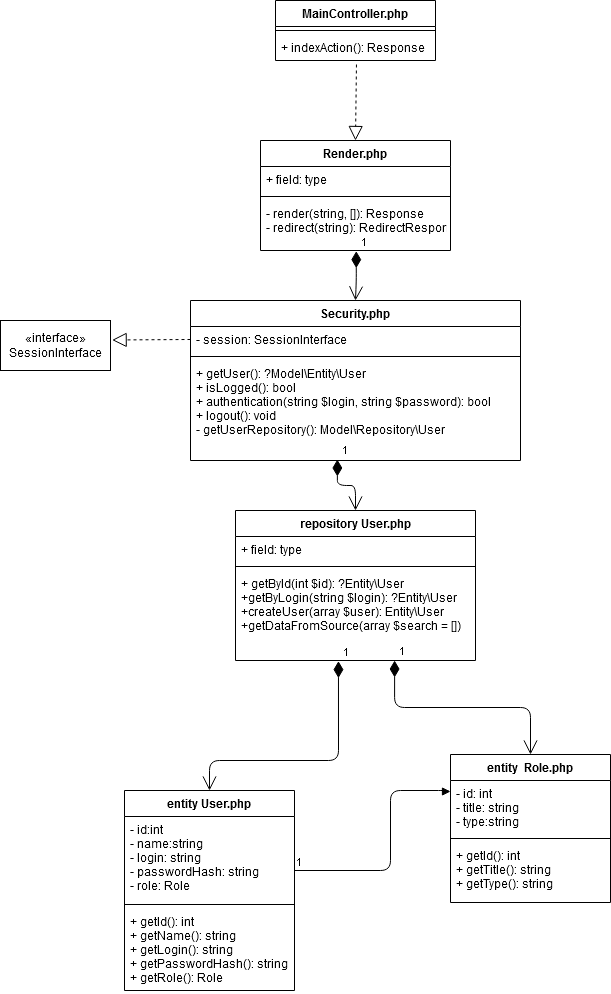 MainController.php
+ indexAction(): Response
Render.php
+ field: type
- render(string, []): Response
- redirect(string): RedirectRespor
1
Security.php
- session: SessionInterface
+ getUser(): ?Model\Entity\User
+ isLogged(): bool
+ authentication(string $login, string $password): bool
+ logout(): void
- getUserRepository(): Model\Repository\User
1
«interface»
SessionInterface
repository User.php
+ field: type
+ getById(int $id): ?Entity\User
+getByLogin(string $login): ?Entity\User
+createUser(array $user): Entity\User
+getDataFromSource(array $search = [])
1
1
entity User.php
- id:int
- name:string
- login: string
- passwordHash: string
- role: Role
+ getId(): int
+ getName(): string
+ getLogin(): string
+ getPasswordHash(): string
+ getRole(): Role
1
entity  Role.php
- id: int
- title: string
- type:string
+ getId(): int
+ getTitle(): string
+ getType(): string